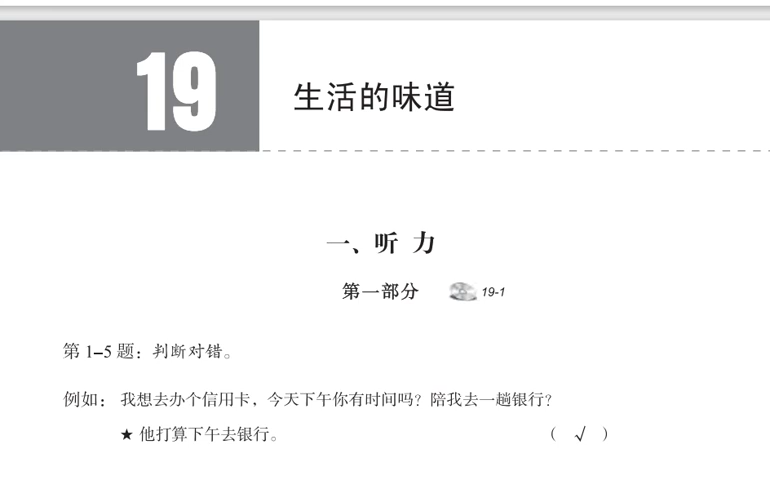 19
生活的味道
一、听 力
第一部分 19-1
第 1–5 题：判断对错。
例如：我想去办个信用卡，今天下午你有时间吗？陪我去一趟银行？
★ 他打算下午去银行。 （ √ ）